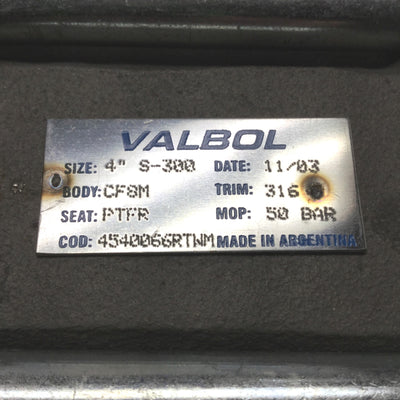 VALBOL
SIZE: 4" S-300 DATE: 11/03
BODY: CF8M TRIM: 316
SEAT: PTFR MOP: 50 BAR
COD: 4540066RTWM MADE IN ARGENTINA